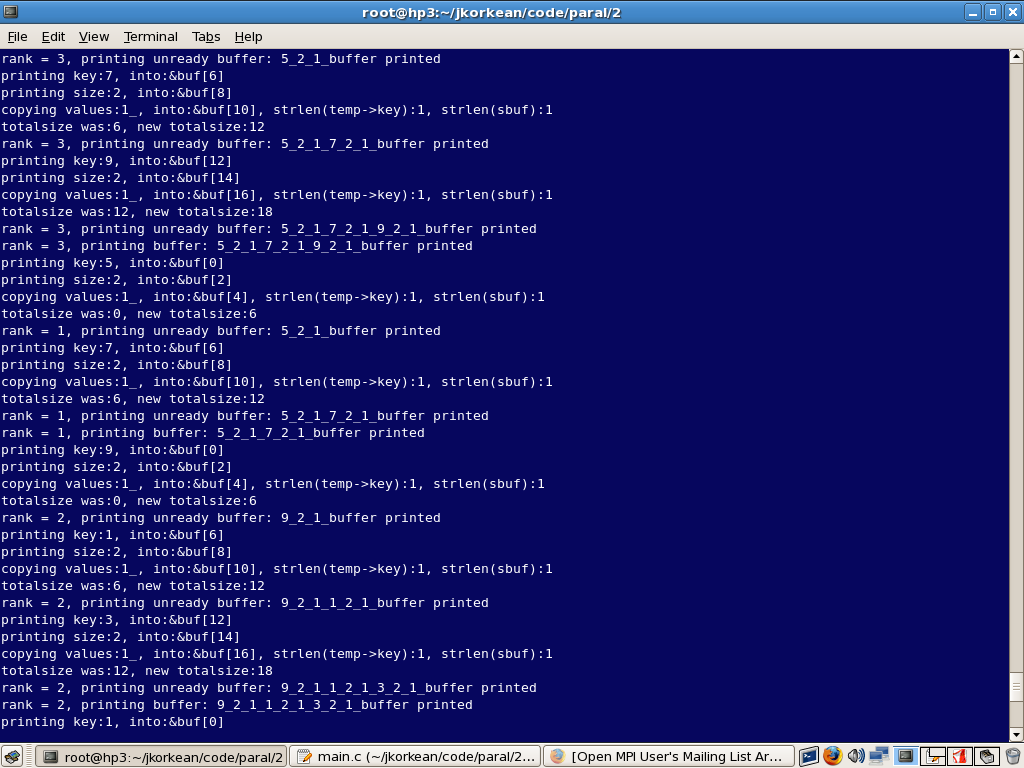 root@hp3:~/jkorkean/code/paral/2
File Edit View Terminal Tabs Help
rank = 3, printing unready buffer: 5_2_1_buffer printed
printing key:7, into:&buf[6]
printing size:2, into:&buf[8]
copying values:1_, into:&buf[10], strlen(temp->key):1, strlen(sbuf):1
totalsize was:6, new totalsize:12
rank = 3, printing unready buffer: 5_2_1_7_2_1_buffer printed
printing key:9, into:&buf[12]
printing size:2, into:&buf[14]
copying values:1_, into:&buf[16], strlen(temp->key):1, strlen(sbuf):1
totalsize was:12, new totalsize:18
rank = 3, printing unready buffer: 5_2_1_7_2_1_9_2_1_buffer printed
rank = 3, printing buffer: 5_2_1_7_2_1_9_2_1_buffer printed
printing key:5, into:&buf[0]
printing size:2, into:&buf[2]
copying values:1_, into:&buf[4], strlen(temp->key):1, strlen(sbuf):1
totalsize was:0, new totalsize:6
rank = 1, printing unready buffer: 5_2_1_buffer printed
printing key:7, into:&buf[6]
printing size:2, into:&buf[8]
copying values:1_, into:&buf[10], strlen(temp->key):1, strlen(sbuf):1
totalsize was:6, new totalsize:12
rank = 1, printing unready buffer: 5_2_1_7_2_1_buffer printed
rank = 1, printing buffer: 5_2_1_7_2_1_buffer printed
printing key:9, into:&buf[0]
printing size:2, into:&buf[2]
copying values:1_, into:&buf[4], strlen(temp->key):1, strlen(sbuf):1
totalsize was:0, new totalsize:6
rank = 2, printing unready buffer: 9_2_1_buffer printed
printing key:1, into:&buf[6]
printing size:2, into:&buf[8]
copying values:1_, into:&buf[10], strlen(temp->key):1, strlen(sbuf):1
totalsize was:6, new totalsize:12
rank = 2, printing unready buffer: 9_2_1_1_2_1_buffer printed
printing key:3, into:&buf[12]
printing size:2, into:&buf[14]
copying values:1_, into:&buf[16], strlen(temp->key):1, strlen(sbuf):1
totalsize was:12, new totalsize:18
rank = 2, printing unready buffer: 9_2_1_1_2_1_3_2_1_buffer printed
rank = 2, printing buffer: 9_2_1_1_2_1_3_2_1_buffer printed
printing key:1, into:&buf[0]
root@hp3:~/jkorkean/code/paral/2 main.c (~/jkorkean/code/paral/2... [Open MPI User's Mailing List Ar...